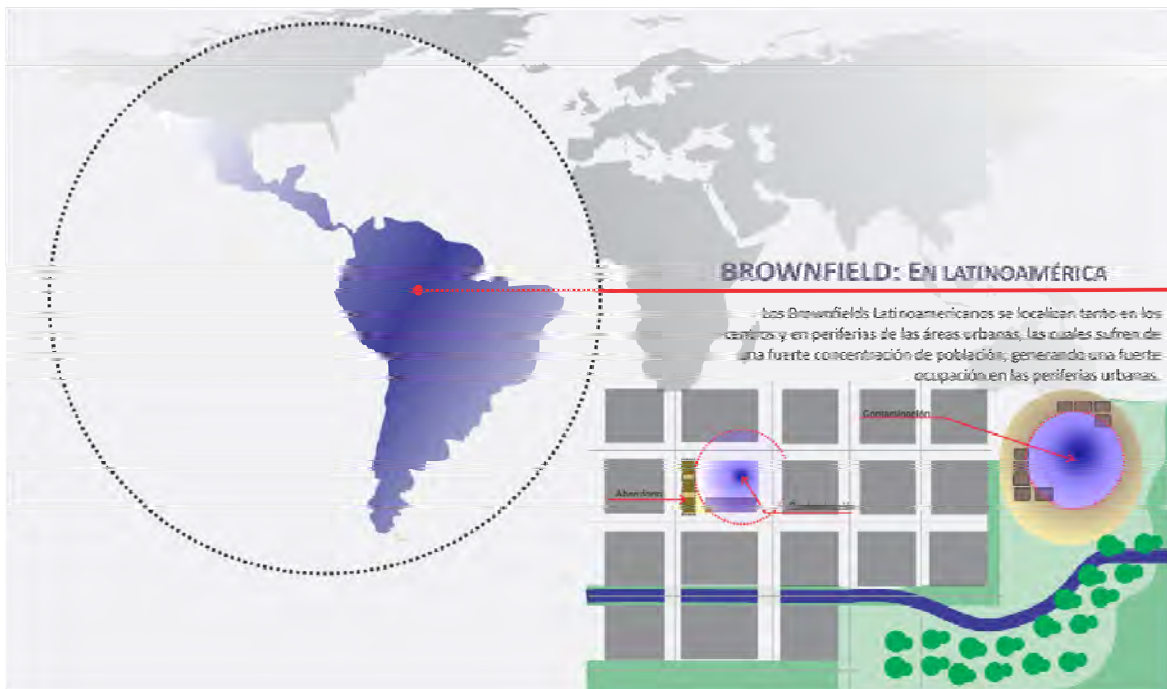 BROWNFIELD: EN LATINOAMÉRICA
Los Brownfields Latinoamericanos se localizan tanto en los
centros y en periferias de las áreas urbanas, las cuales sufren de
una fuerte concentración de población, generando una fuerte
ocupación en las periferias urbanas.
Contaminación
Abandono